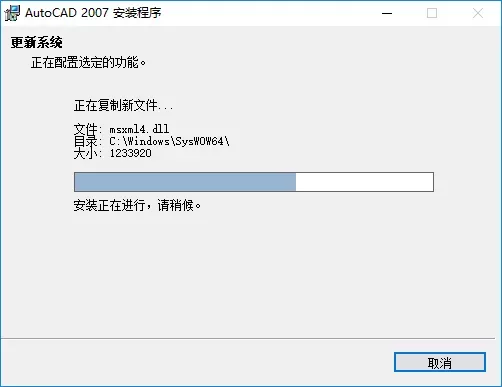 AutoCAD 2007 安装程序
更新系统
正在配置选定的功能。
正在复制新文件...
文件: msxml4.dll
目录: C:\Windows\SysWOW64\
大小: 1233920
安装正在进行，请稍候。
取消